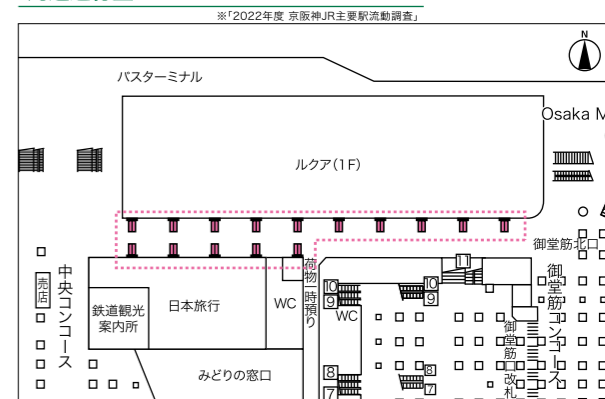 ※「2022年度 京阪神JR主要駅流動調査」
N
バスターミナル
Osaka M
ルクア（1F）
御堂筋北口
11
荷物一時預り
中央コンコース
売店
鉄道観光
案内所
日本旅行
WC
WC
10
9
10
9
御堂筋コンコース
御堂筋口改札
みどりの窓口
8
7
8
7